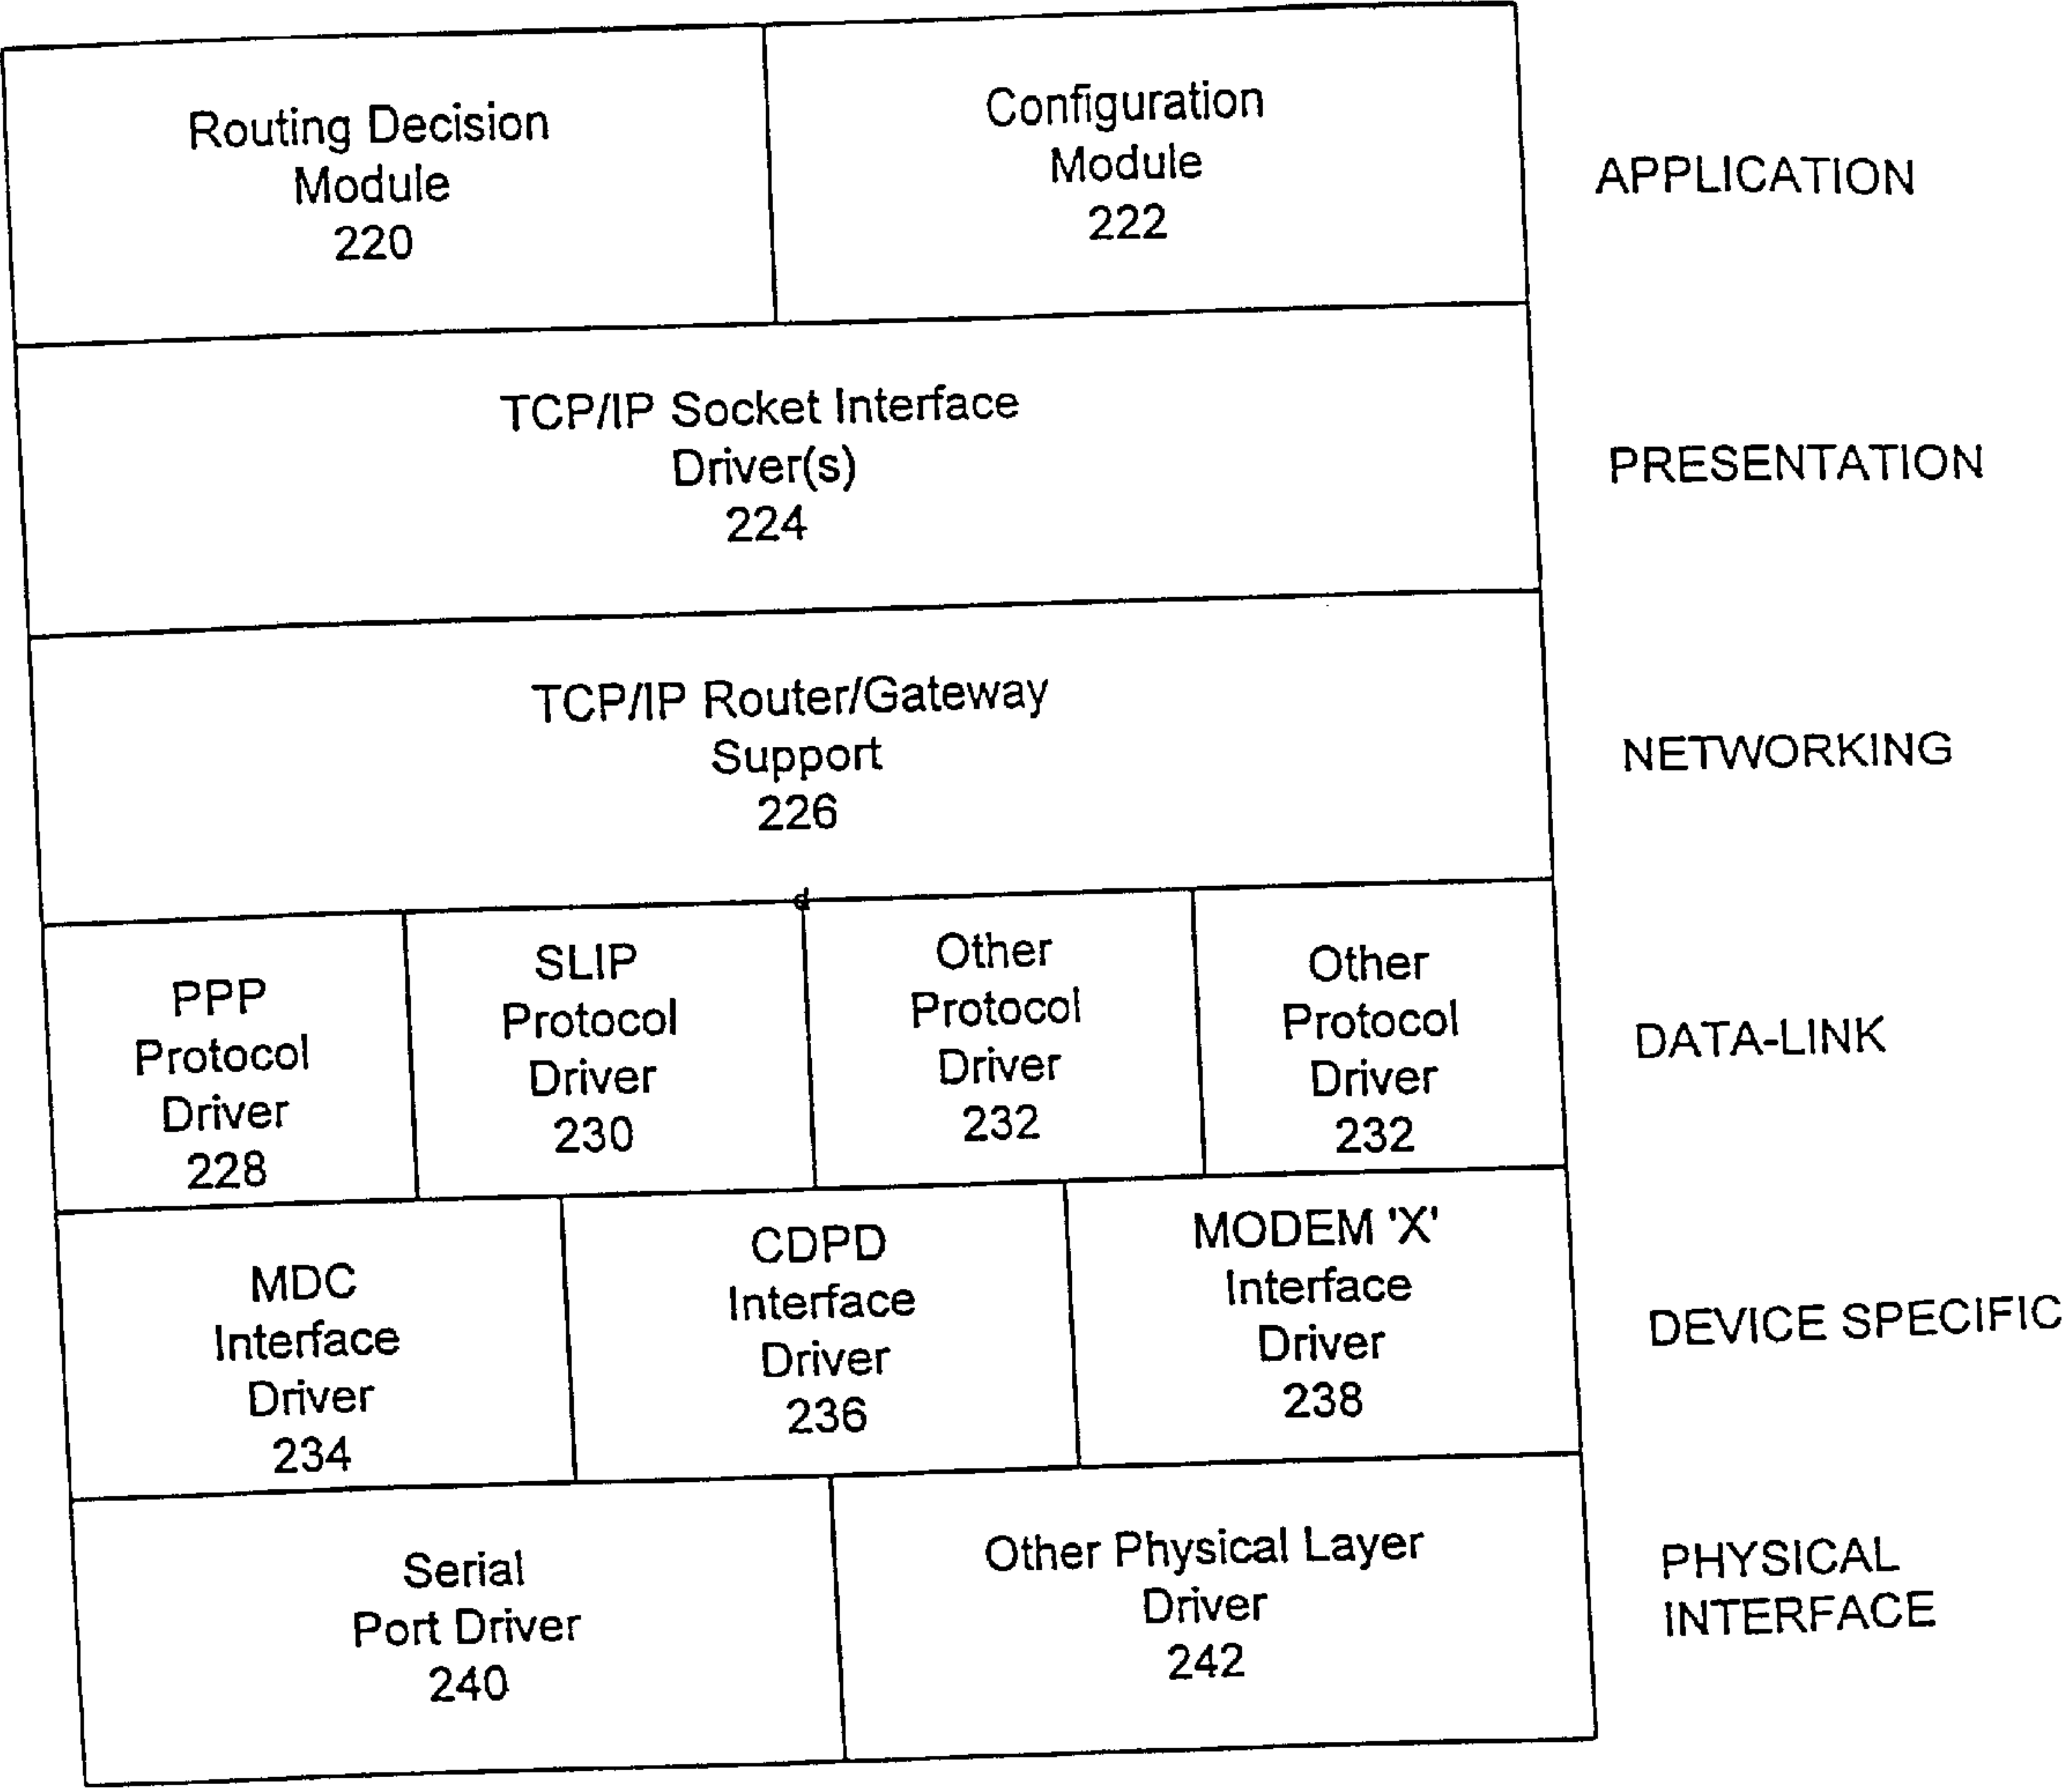 Routing Decision
Module
220
Configuration
Module
222
APPLICATION
TCP/IP Socket Interface
Driver(s)
224
PRESENTATION
TCP/IP Router/Gateway
Support
226
NETWORKING
PPP
Protocol
Driver
228
SLIP
Protocol
Driver
230
Other
Protocol
Driver
232
Other
Protocol
Driver
232
DATA-LINK
MDC
Interface
Driver
234
CDPD
Interface
Driver
236
MODEM 'X'
Interface
Driver
238
DEVICE SPECIFIC
Serial
Port Driver
240
Other Physical Layer
Driver
242
PHYSICAL
INTERFACE